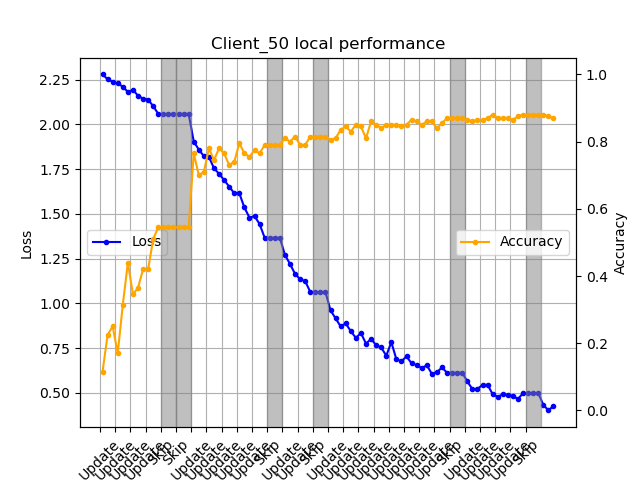 Client_50 local performance
2.25
2.00
1.75
1.50
1.25
1.00
0.75
0.50
Loss
Loss
Accuracy
1.0
0.8
0.6
0.4
0.2
0.0
Accuracy
Update
Update
Update
Update
Skip
Skip
Update
Update
Update
Update
Update
Skip
Update
Update
Skip
Update
Update
Update
Update
Update
Update
Update
Update
Skip
Update
Update
Update
Update
Skip